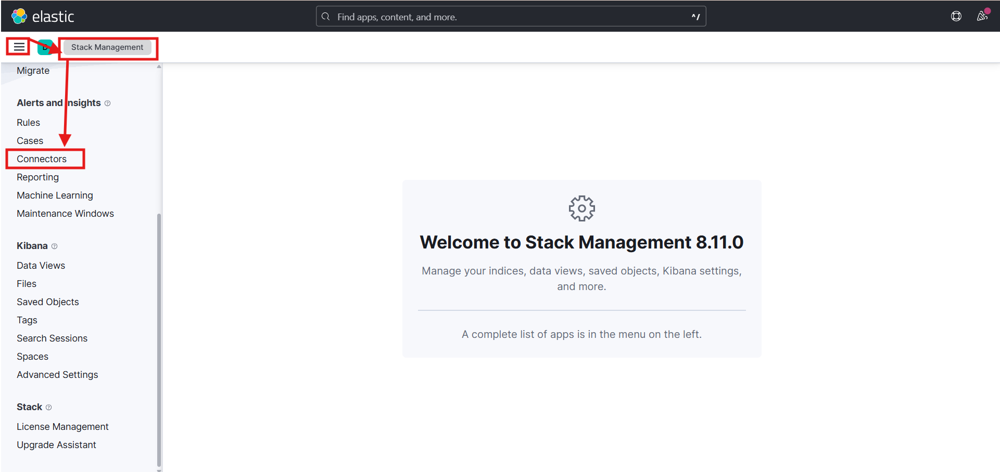 elastic
Find apps, content, and more.
^/
D
Stack Management
Migrate
Alerts and Insights
Rules
Cases
Connectors
Reporting
Machine Learning
Maintenance Windows
Kibana
Data Views
Files
Saved Objects
Tags
Search Sessions
Spaces
Advanced Settings
Stack
License Management
Upgrade Assistant
Welcome to Stack Management 8.11.0
Manage your indices, data views, saved objects, Kibana settings,
and more.
A complete list of apps is in the menu on the left.